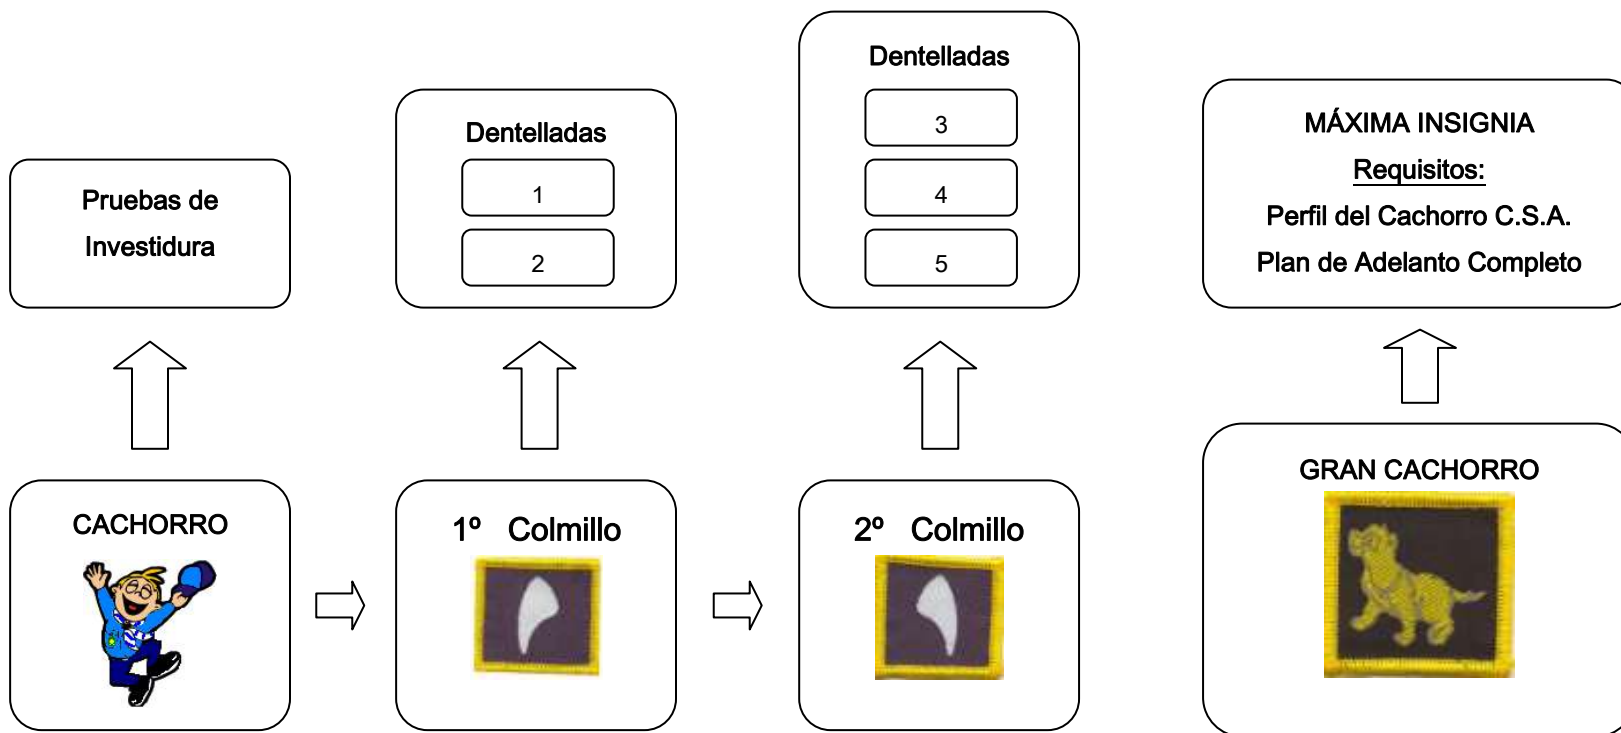 Pruebas de
Investidura
Dentelladas
1
2
Dentelladas
3
4
5
MÁXIMA INSIGNIA
Requisitos:
Perfil del Cachorro C.S.A.
Plan de Adelanto Completo
CACHORRO
1º Colmillo
2º Colmillo
GRAN CACHORRO